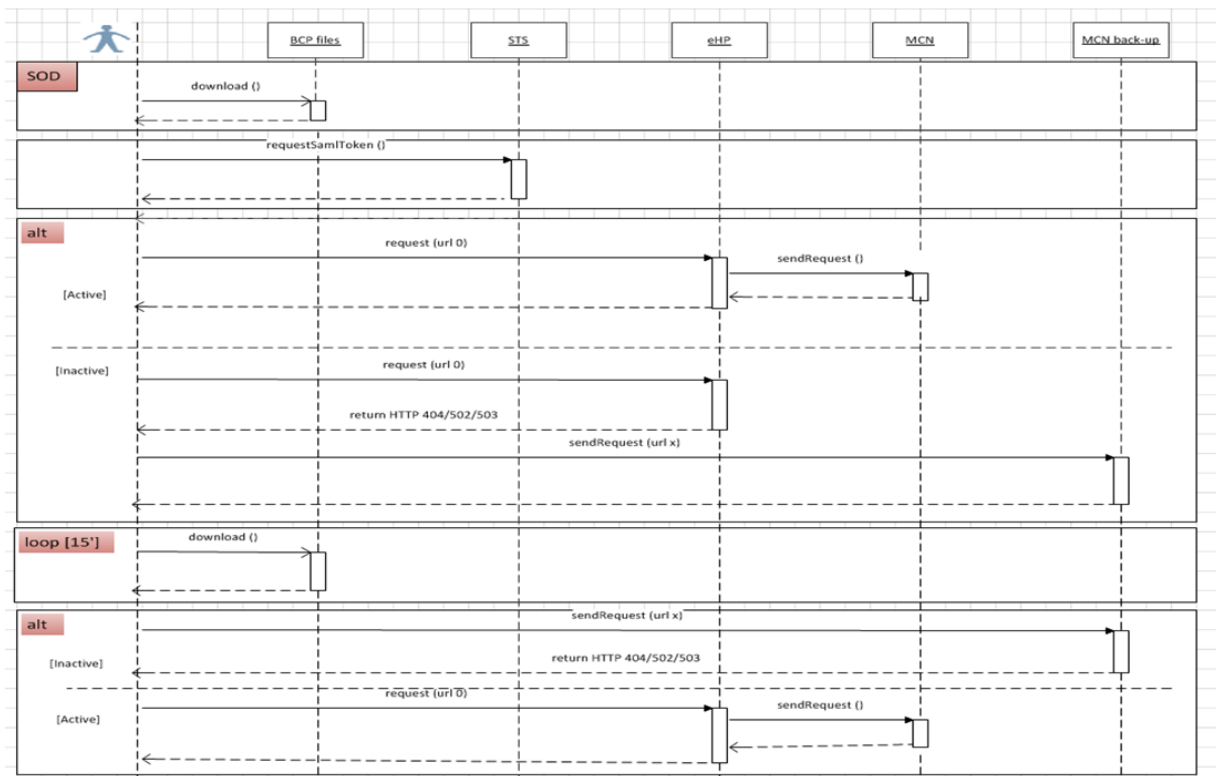 BCP files
STS
eHP
MCN
MCN back-up
SOD
download ()
requestSamlToken ()
alt
request (url 0)
sendRequest ()
[Active]
[Inactive]
request (url 0)
return HTTP 404/502/503
sendRequest (url x)
loop [15']
download ()
alt
sendRequest (url x)
[Inactive]
return HTTP 404/502/503
request (url 0)
sendRequest ()
[Active]